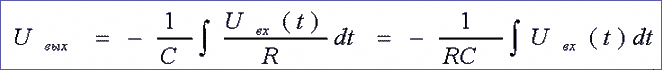 U вых = - 1/C ∫ U вх (t)/R dt = - 1/RC ∫ U вх (t) dt